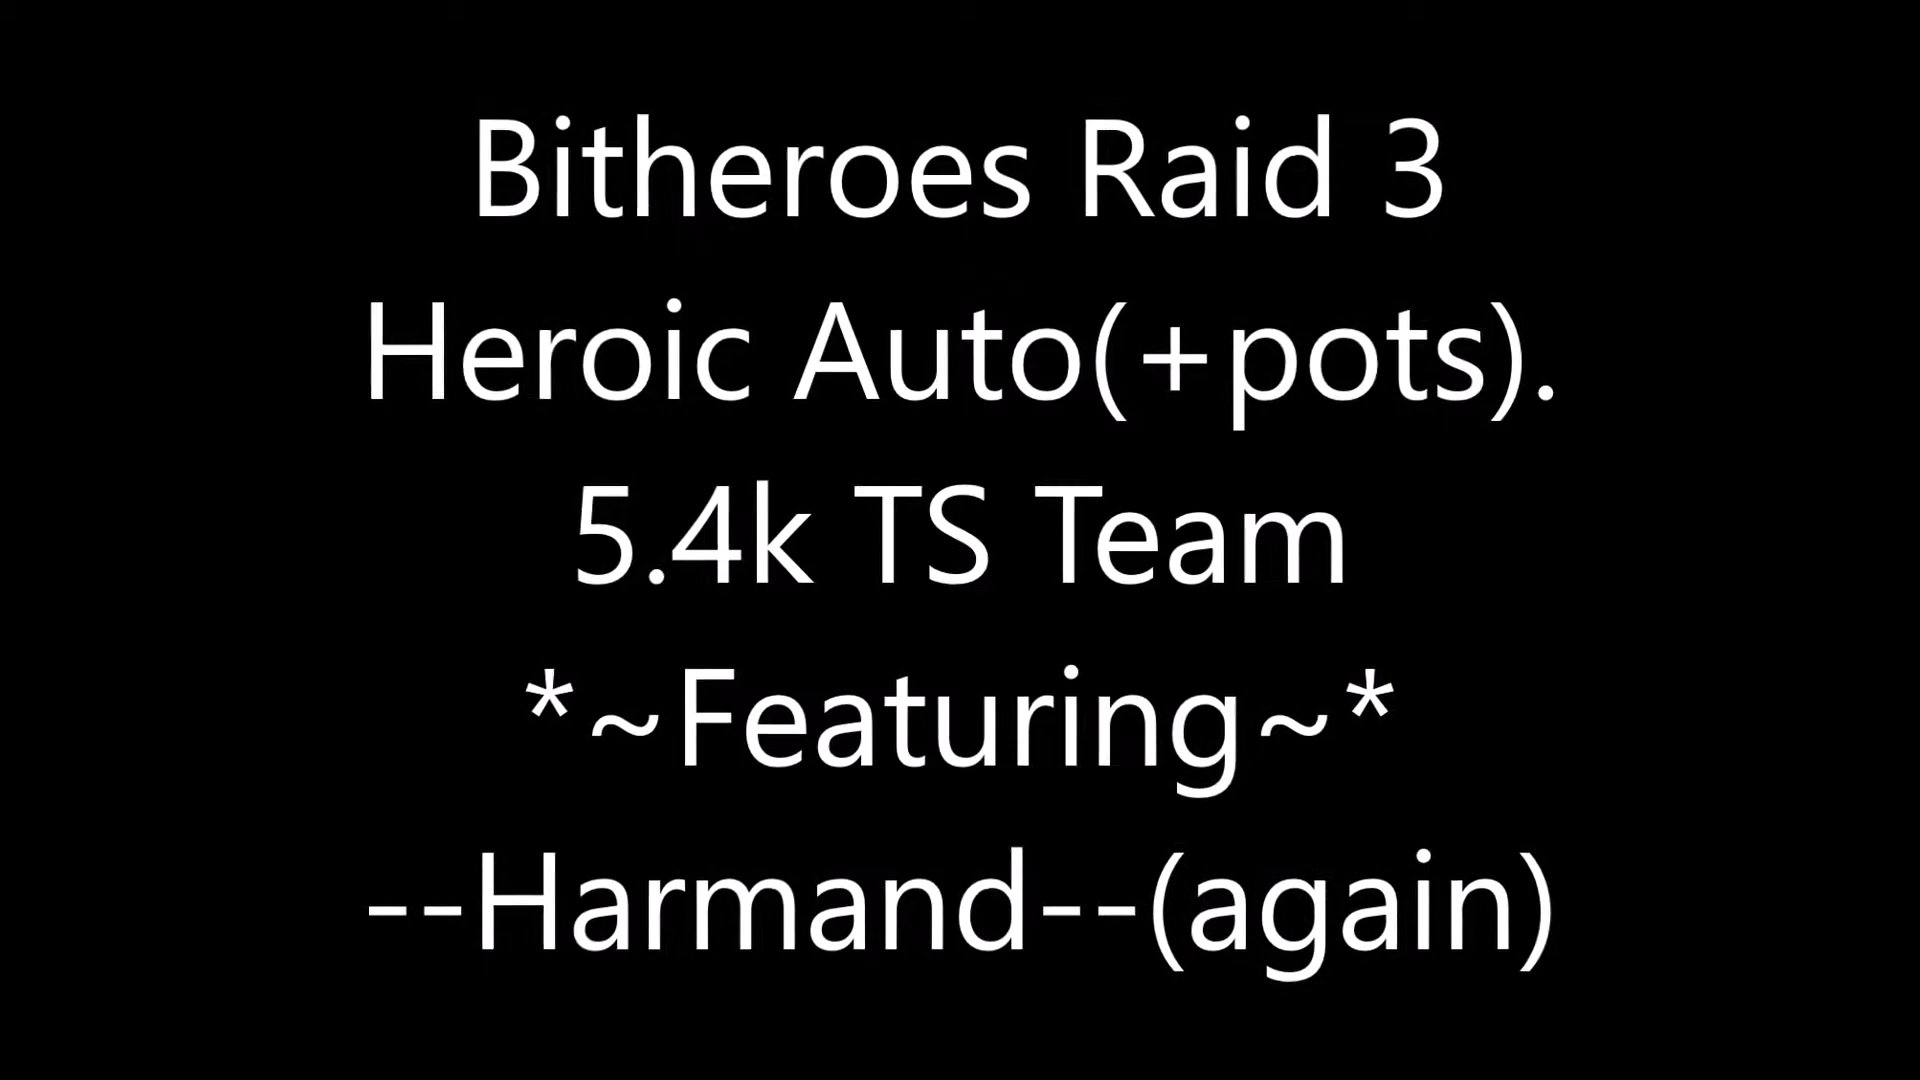 Bitheroes Raid 3
Heroic Auto(+pots).
5.4k TS Team
*~Featuring~*
--Harmand--(again)